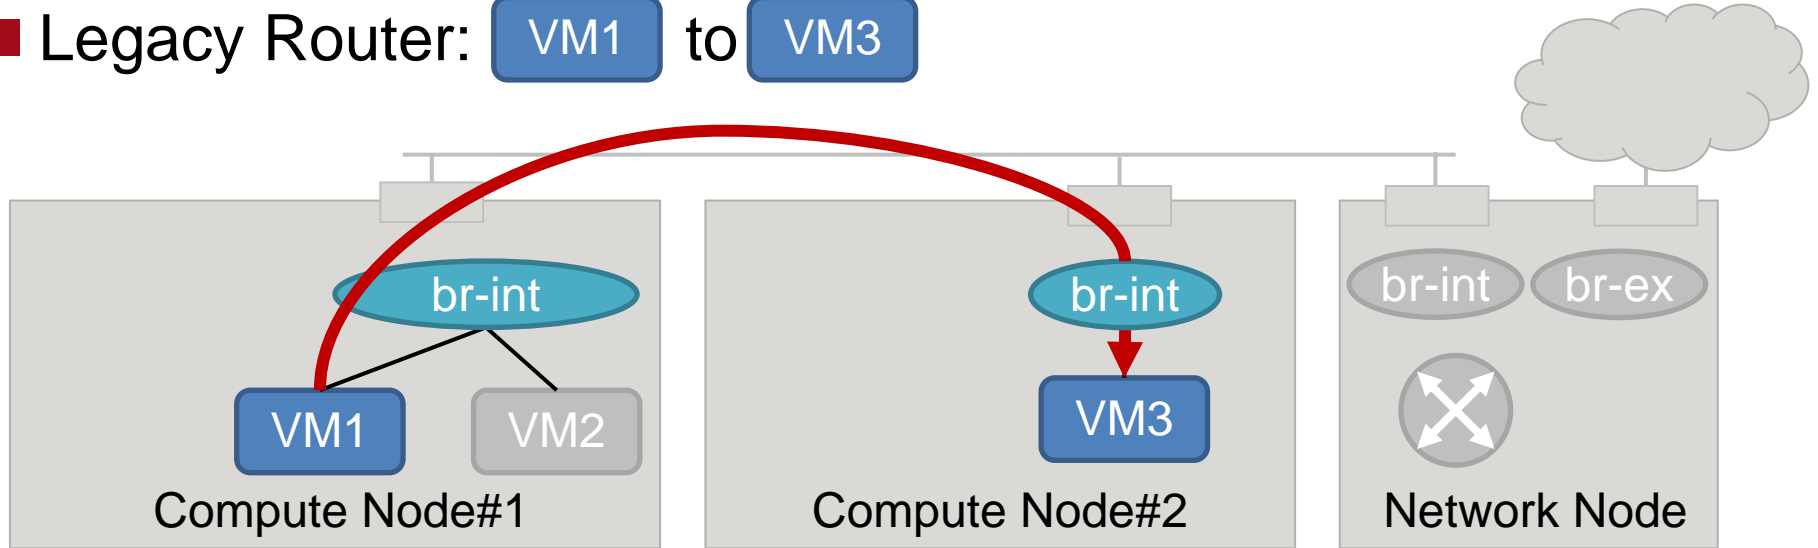 Legacy Router: VM1 to VM3
br-int
br-int
br-int
br-ex
VM1
VM2
VM3
Compute Node#1
Compute Node#2
Network Node